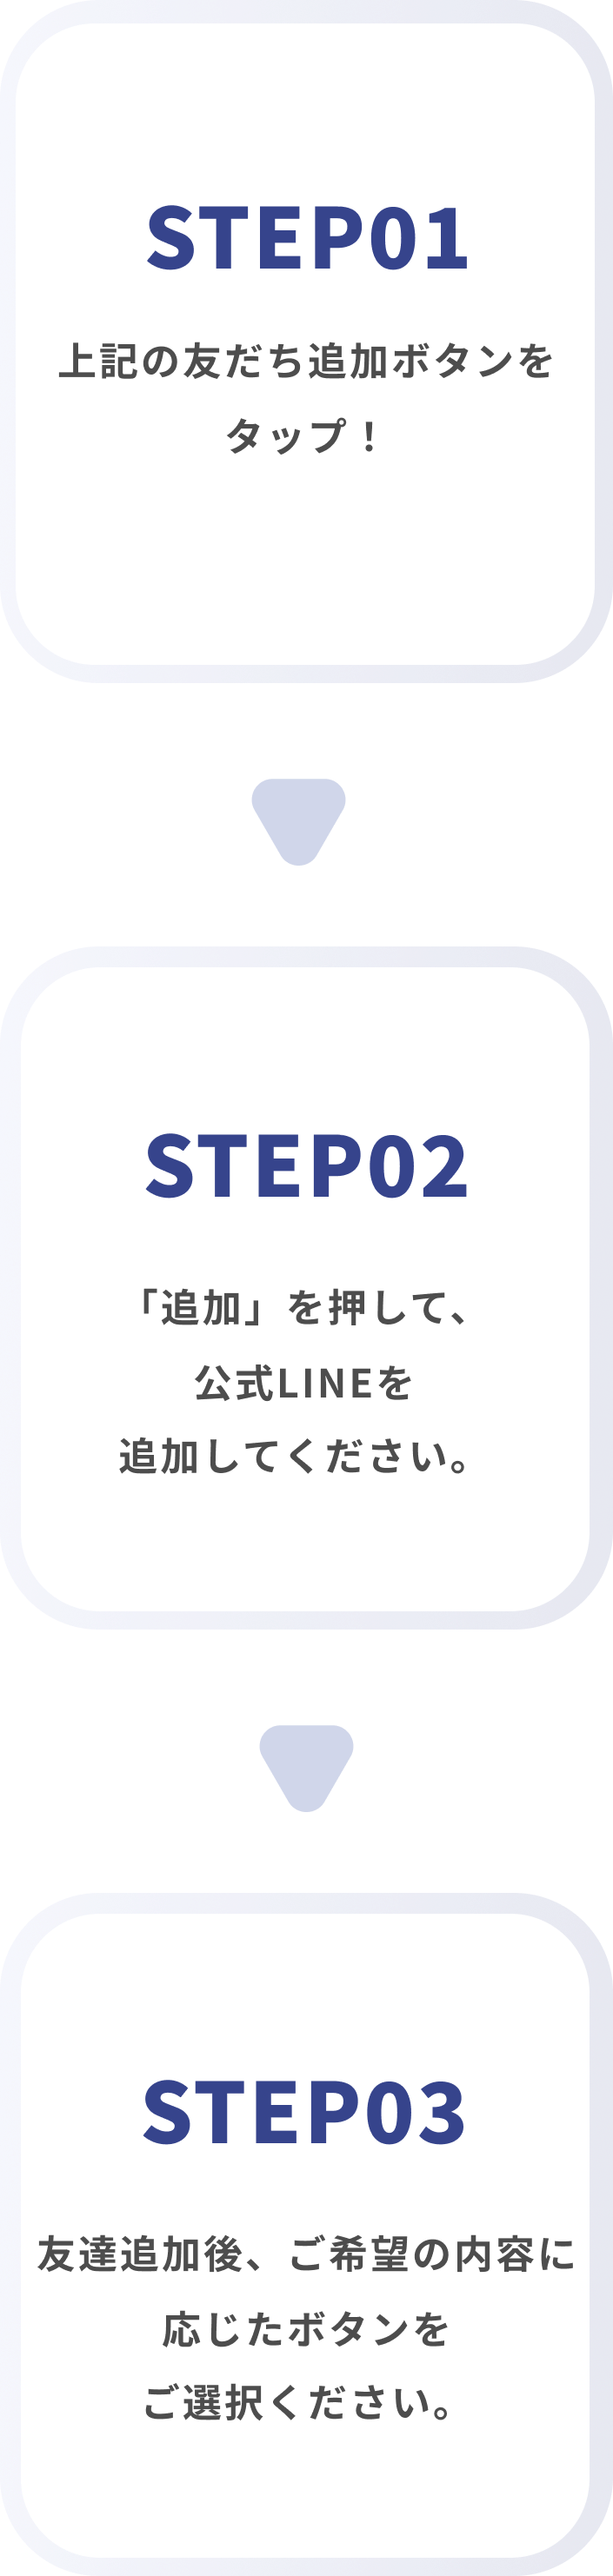 STEP01
上記の友だち追加ボタンを
タップ！
STEP02
「追加」を押して、
公式LINEを
追加してください。
STEP03
友達追加後、ご希望の内容に
応じたボタンを
ご選択ください。